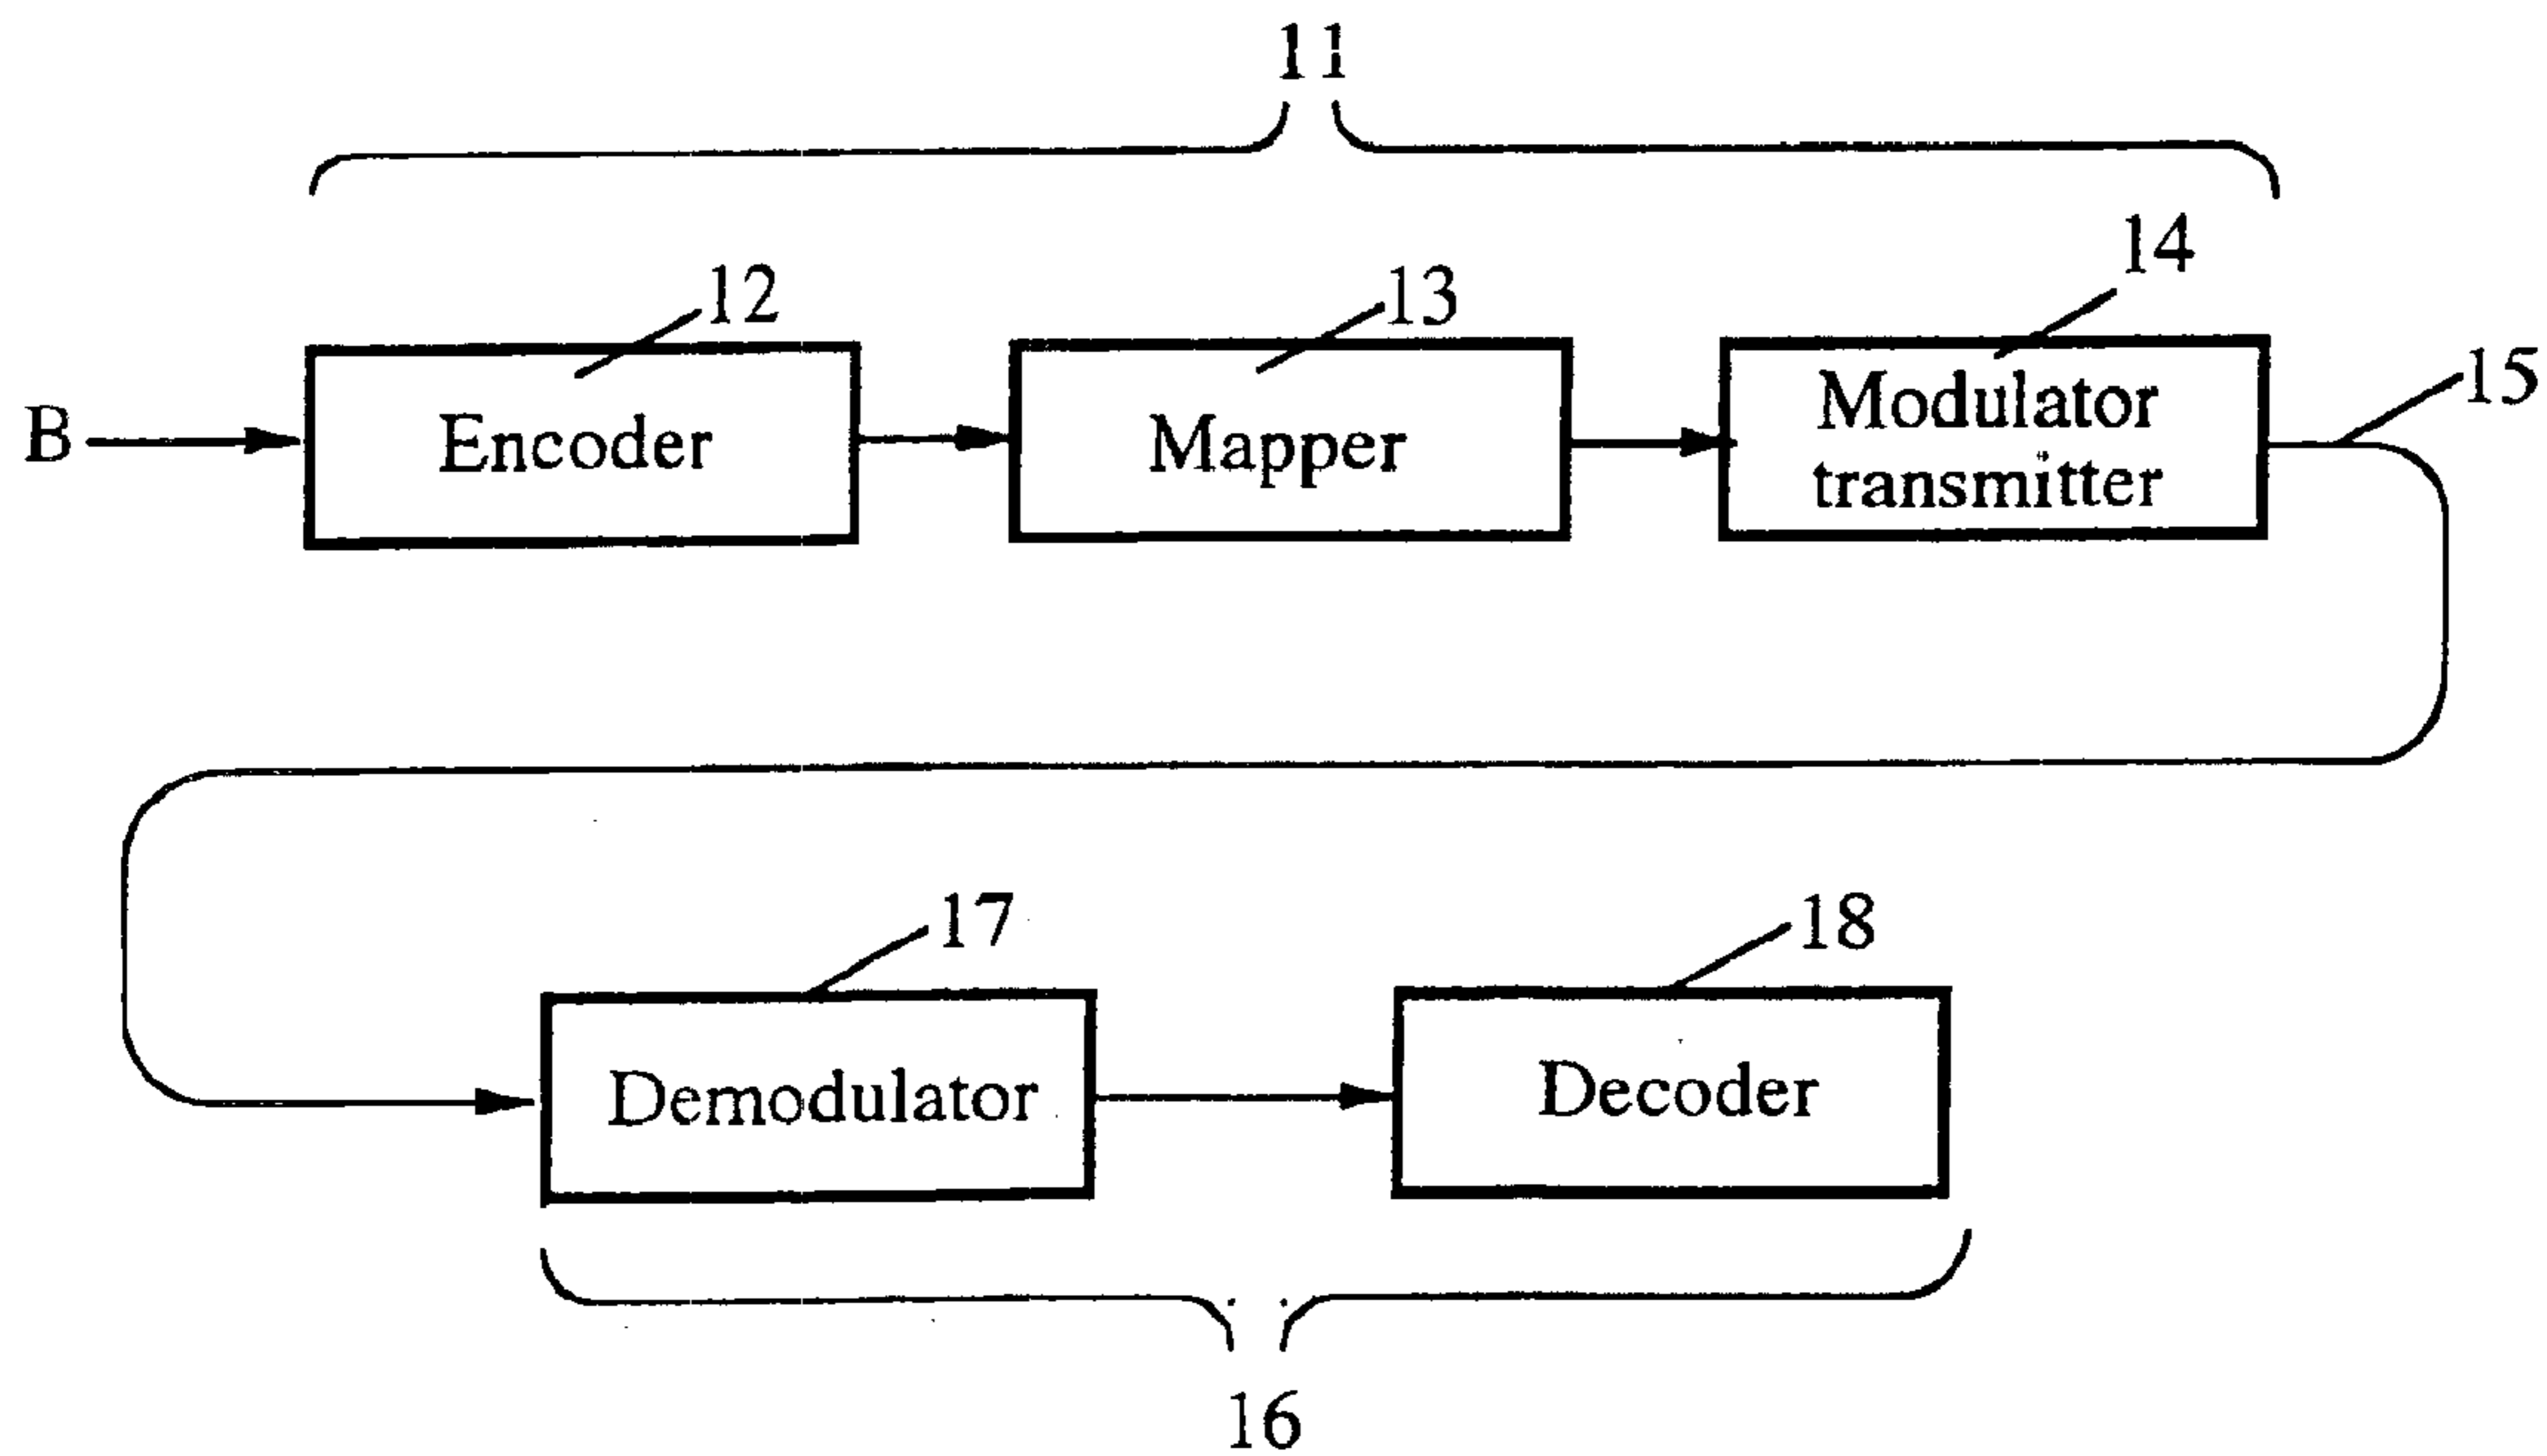 11
12
13
14
15
B
Encoder
Mapper
Modulator
transmitter
17
18
Demodulator
Decoder
16